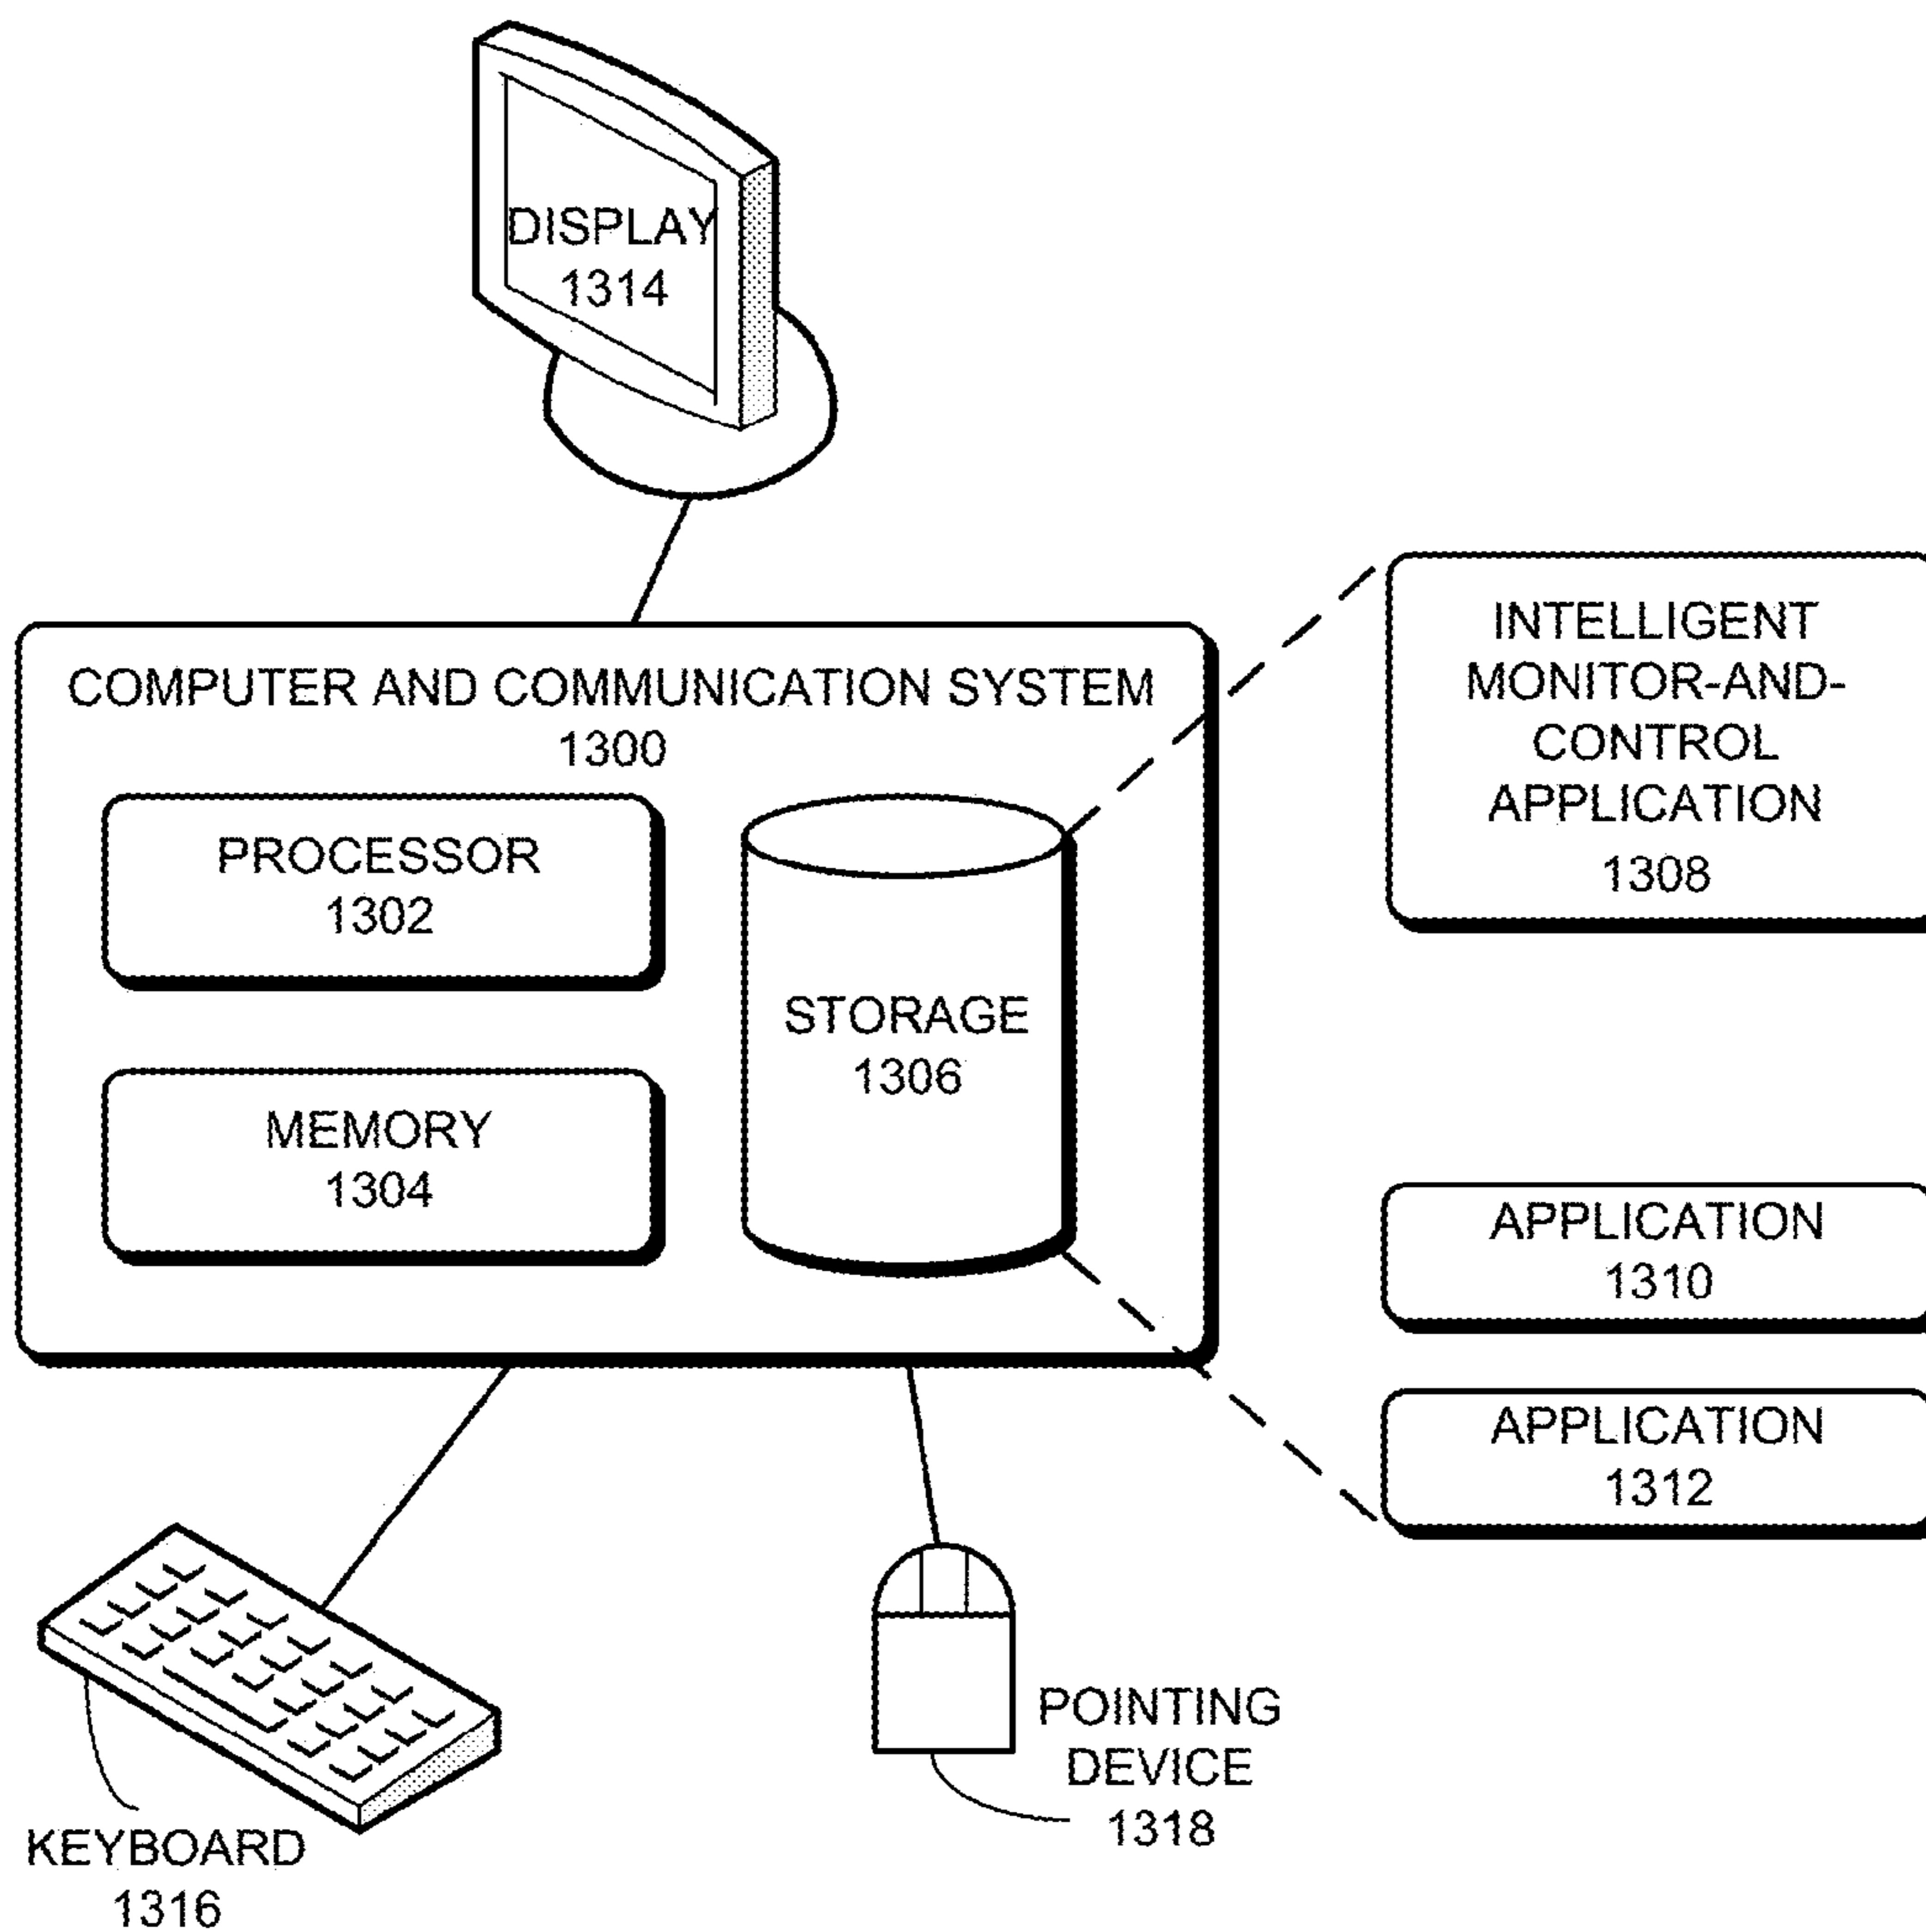 DISPLAY
1314
COMPUTER AND COMMUNICATION SYSTEM
1300
PROCESSOR
1302
MEMORY
1304
STORAGE
1306
INTELLIGENT
MONITOR-AND-
CONTROL
APPLICATION
1308
APPLICATION
1310
APPLICATION
1312
KEYBOARD
1316
POINTING
DEVICE
1318